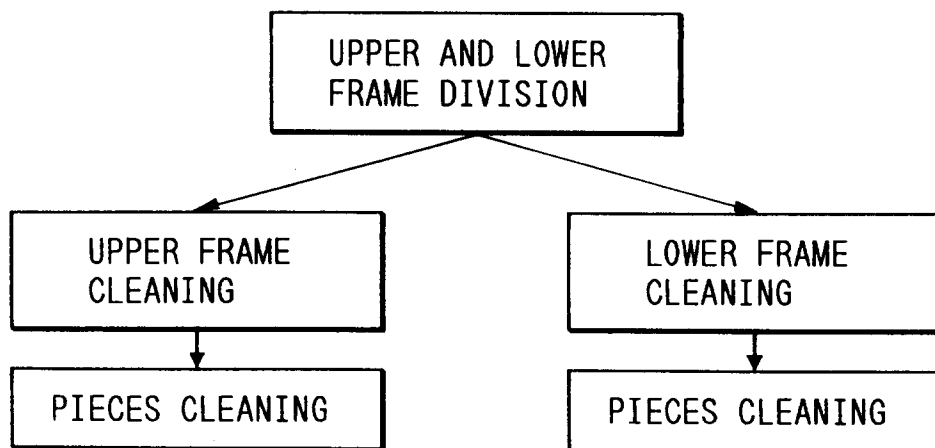 UPPER AND LOWER
FRAME DIVISION
UPPER FRAME
CLEANING
LOWER FRAME
CLEANING
PIECES CLEANING
PIECES CLEANING